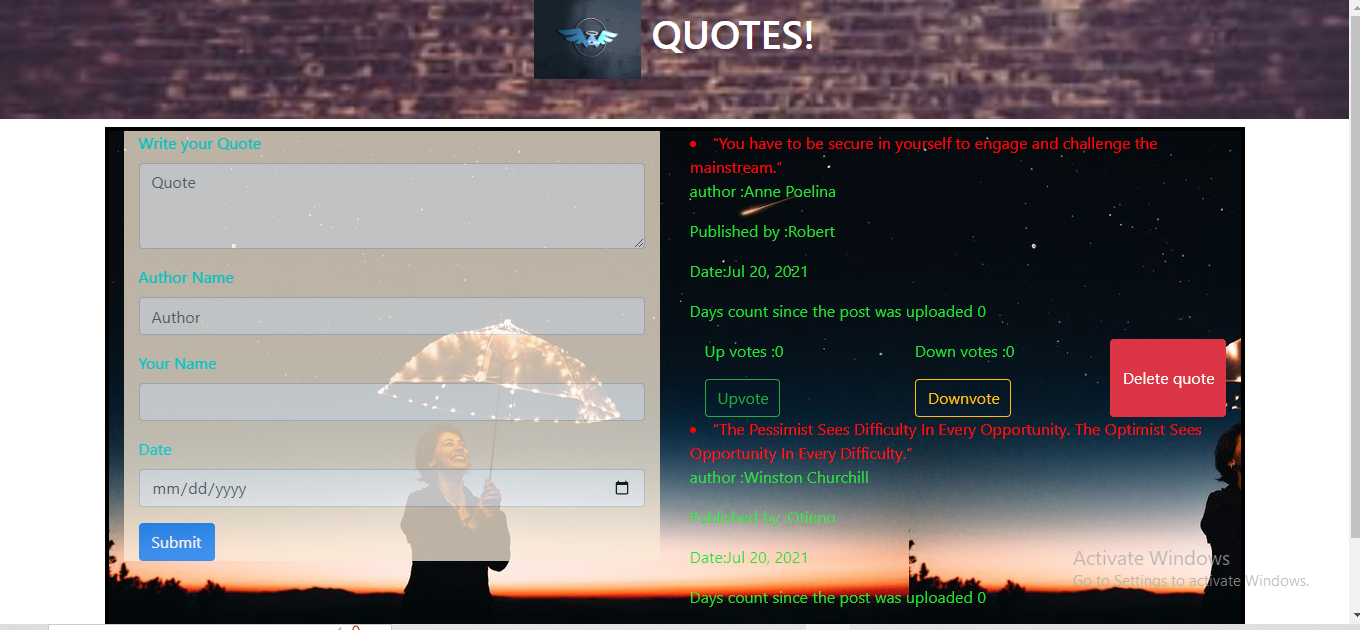 QUOTES!
Write your Quote
Quote
Author Name
Author
Your Name
Date
mm/dd/yyyy
Submit
“You have to be secure in yourself to engage and challenge the
mainstream.”
author :Anne Poelina
Published by :Robert
Date:Jul 20, 2021
Days count since the post was uploaded 0
Up votes :0 Down votes :0
Upvote Downvote Delete quote
“The Pessimist Sees Difficulty In Every Opportunity. The Optimist Sees
Opportunity In Every Difficulty.”
author :Winston Churchill
Published by :Otieno
Date:Jul 20, 2021
Days count since the post was uploaded 0
Activate Windows
Go to Settings to activate Windows.